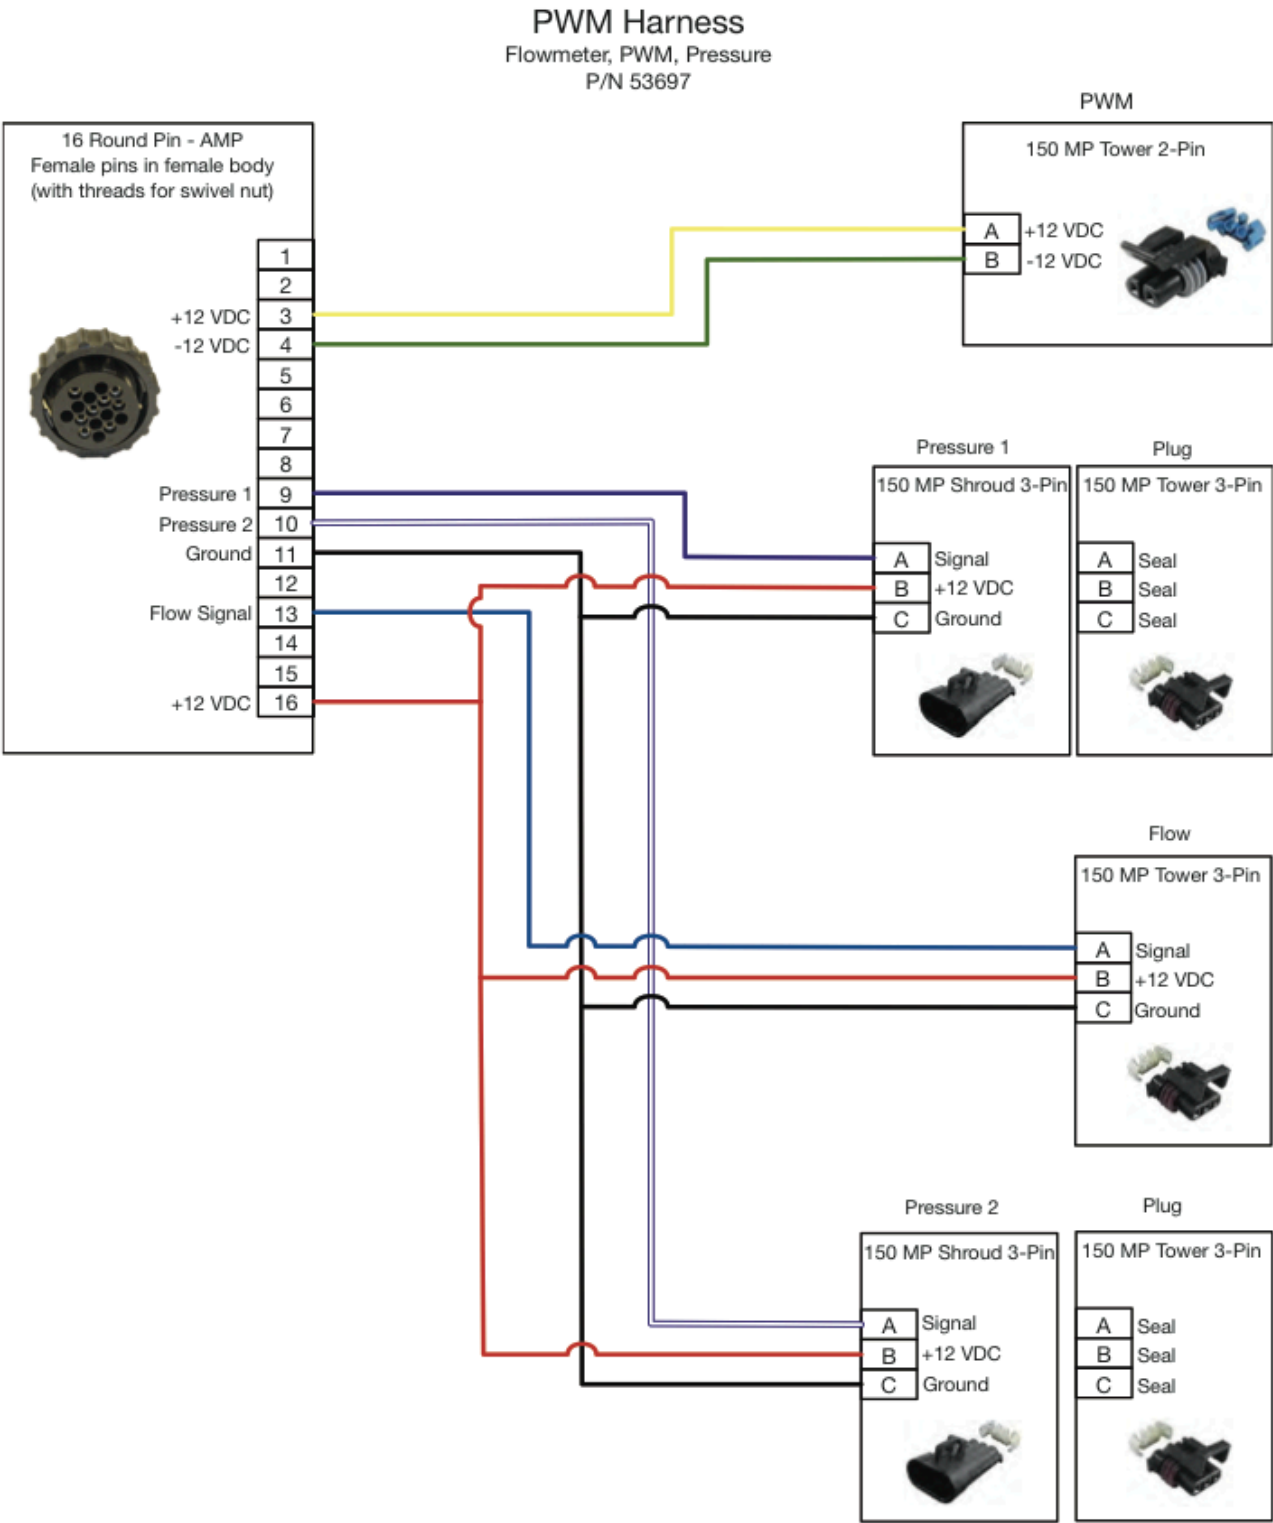 PWM Harness
Flowmeter, PWM, Pressure
P/N 53697
16 Round Pin - AMP
Female pins in female body
(with threads for swivel nut)
1
2
+12 VDC 3
-12 VDC 4
5
6
7
8
Pressure 1 9
Pressure 2 10
Ground 11
12
Flow Signal 13
14
15
+12 VDC 16
PWM
150 MP Tower 2-Pin
A +12 VDC
B -12 VDC
Pressure 1
150 MP Shroud 3-Pin
A Signal
B +12 VDC
C Ground
Plug
150 MP Tower 3-Pin
A Seal
B Seal
C Seal
Flow
150 MP Tower 3-Pin
A Signal
B +12 VDC
C Ground
Pressure 2
150 MP Shroud 3-Pin
A Signal
B +12 VDC
C Ground
Plug
150 MP Tower 3-Pin
A Seal
B Seal
C Seal